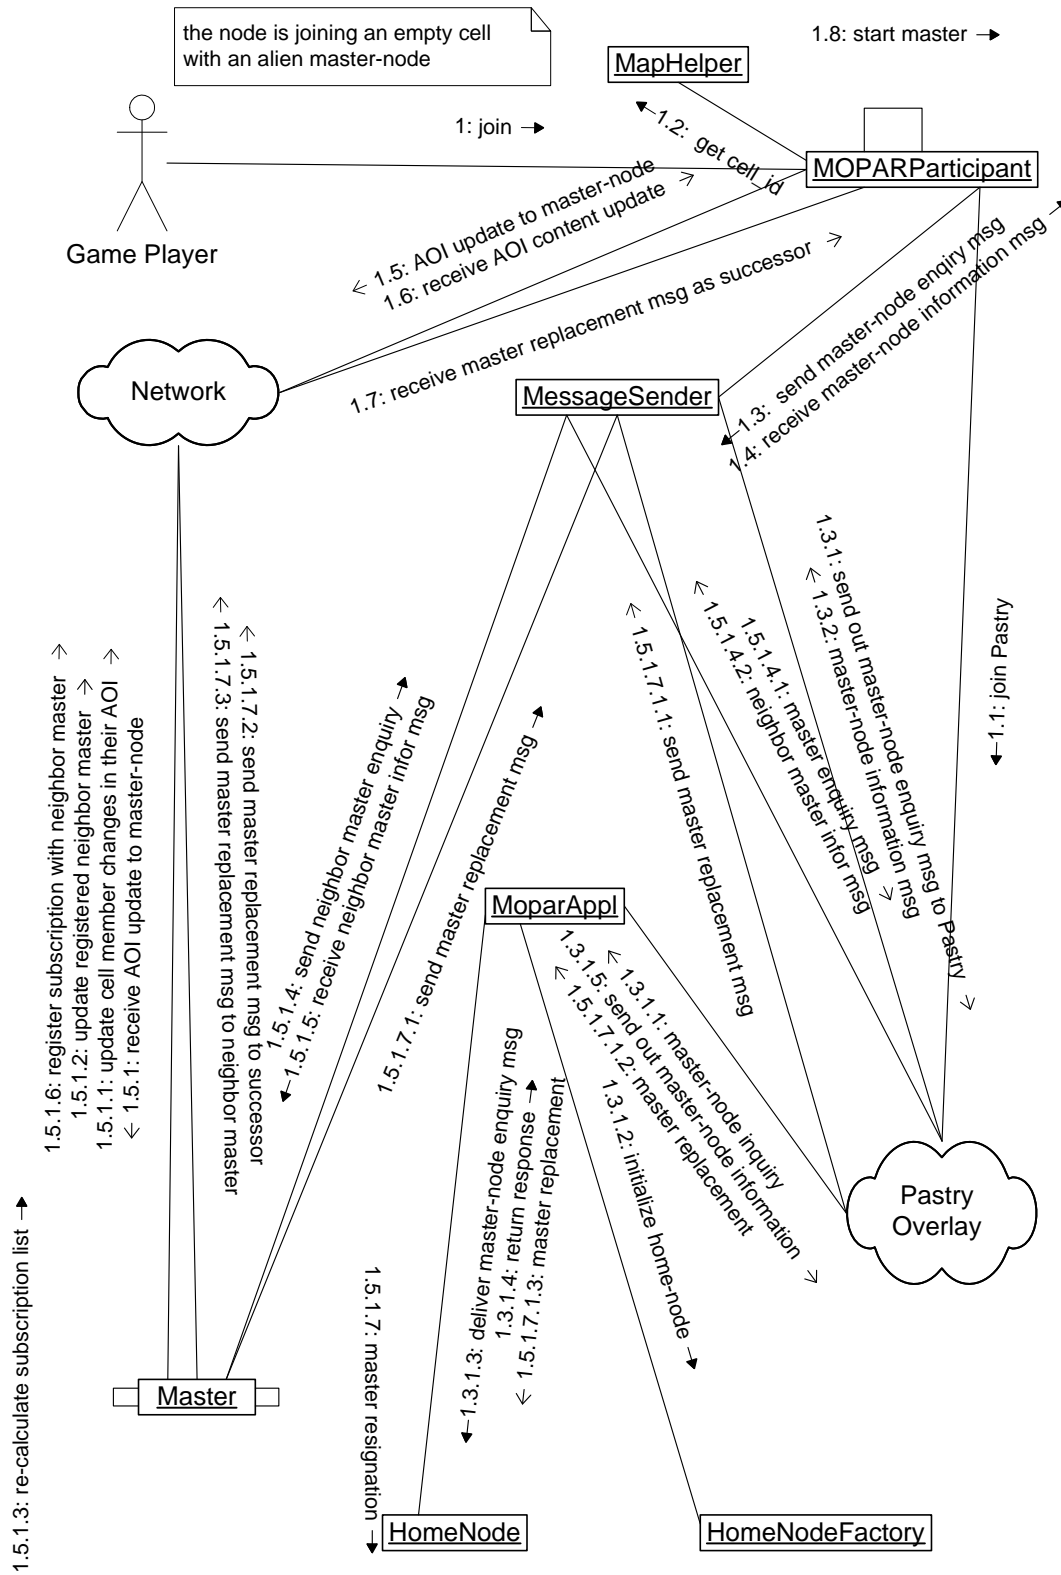 the node is joining an empty cell
with an alien master-node
1.8: start master
MapHelper
1: join
1.2: get cell_id
MOPARParticipant
Game Player
1.5: AOI update to master-node
1.6: receive AOI content update
1.7: receive master replacement msg as successor
1.3: send master-node enqiry msg
1.4: receive master-node information msg
Network
MessageSender
1.3.1: send out master-node enquiry msg to Pastry
1.3.2: master-node information msg
1.5.1.4.1: master enquiry msg
1.5.1.4.2: neighbor master infor msg
1.5.1.7.1.1: send master replacement msg
1.1: join Pastry
1.5.1.6: register subscription with neighbor master
1.5.1.2: update registered neighbor master
1.5.1.1: update cell member changes in their AOI
1.5.1: receive AOI update to master-node
1.5.1.7.2: send master replacement msg to successor
1.5.1.7.3: send master replacement msg to neighbor master
1.5.1.4: send neighbor master enquiry
1.5.1.5: receive neighbor master infor msg
1.5.1.7.1: send master replacement msg
MoparAppl
1.3.1.1: master-node inquiry
1.3.1.5: send out master-node information
1.5.1.7.1.2: master replacement
1.3.1.2: initialize home-node
1.3.1.3: deliver master-node enquiry msg
1.3.1.4: return response
1.5.1.7.1.3: master replacement
Pastry
Overlay
1.5.1.3: re-calculate subscription list
1.5.1.7: master resignation
Master
HomeNode
HomeNodeFactory